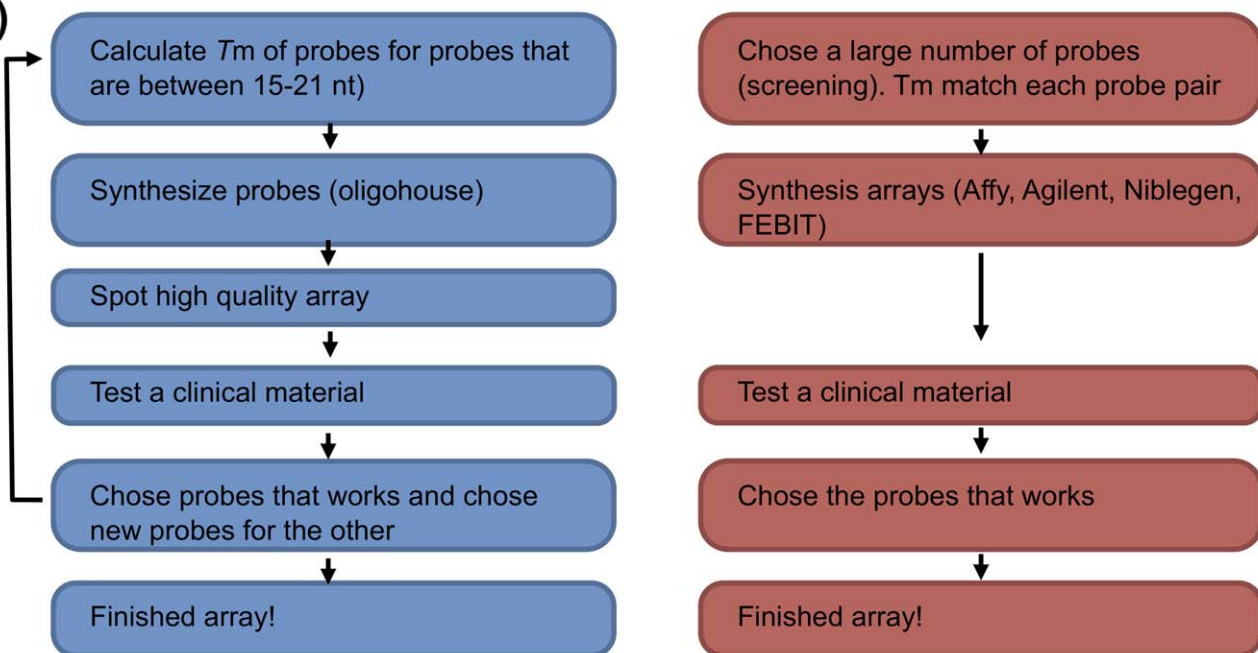 )
Calculate Tm of probes for probes that
are between 15-21 nt)
Synthesize probes (oligohouse)
Spot high quality array
Test a clinical material
Chose probes that works and chose
new probes for the other
Finished array!
Chose a large number of probes
(screening). Tm match each probe pair
Synthesis arrays (Affy, Agilent, Niblegen,
FEBIT)
Test a clinical material
Chose the probes that works
Finished array!